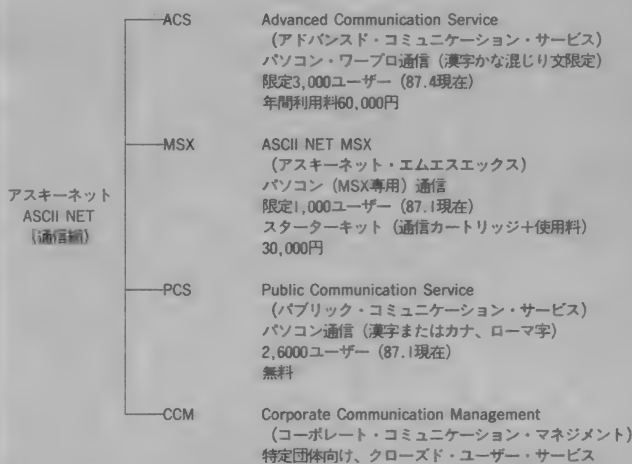 ACS
Advanced Communication Service
(アドバンスド・コミュニケーション・サービス)
パソコン・ワープロ通信(漢字かな混じり文限定)
限定3,000ユーザー(87.4現在)
年間利用料60,000円
MSX
ASCII NET MSX
(アスキーネット・エムエスエックス)
パソコン(MSX専用)通信
限定1,000ユーザー(87.1現在)
スターターキット(通信カートリッジ+使用料)
30,000円
アスキーネット
ASCII NET
PCS
Public Communication Service
(パブリック・コミュニケーション・サービス)
パソコン通信(漢字またはカナ、ローマ字)
2,6000ユーザー(87.1現在)
無料
CCM
Corporate Communication Management
(コーポレート・コミュニケーション・マネジメント)
特定団体向け、クローズド・ユーザー・サービス